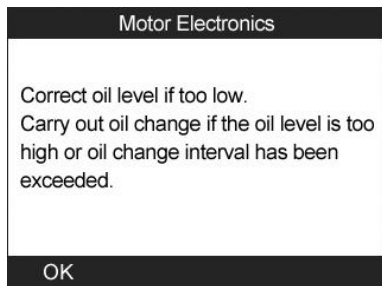 Motor Electronics
Correct oil level if too low.
Carry out oil change if the oil level is too
high or oil change interval has been
exceeded.
OK